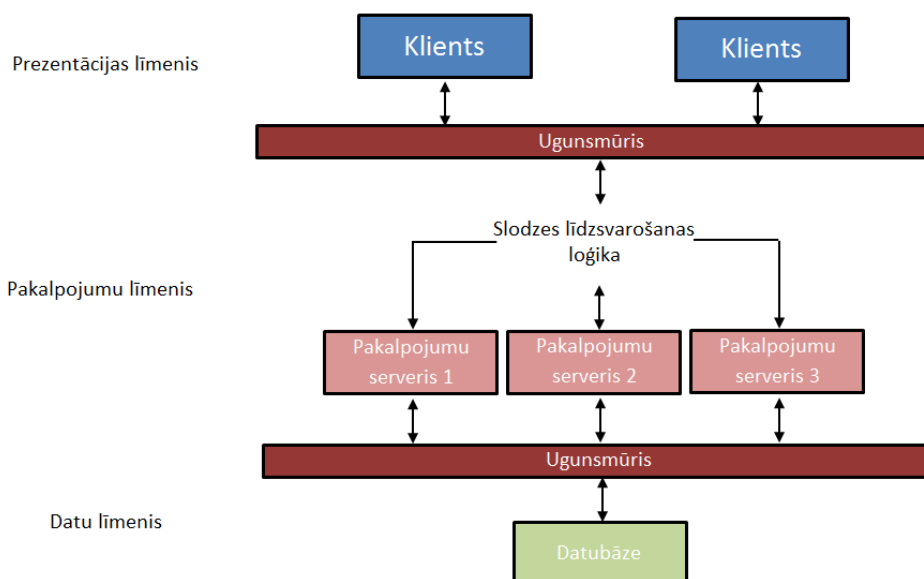 Klients
Klients
Prezentācijas līmenis
Ugunsmūris
Slodzes līdzsvarošanas
loģika
Pakalpojumu līmenis
Pakalpojumu
serveris 1
Pakalpojumu
serveris 2
Pakalpojumu
serveris 3
Ugunsmūris
Datu līmenis
Datubāze